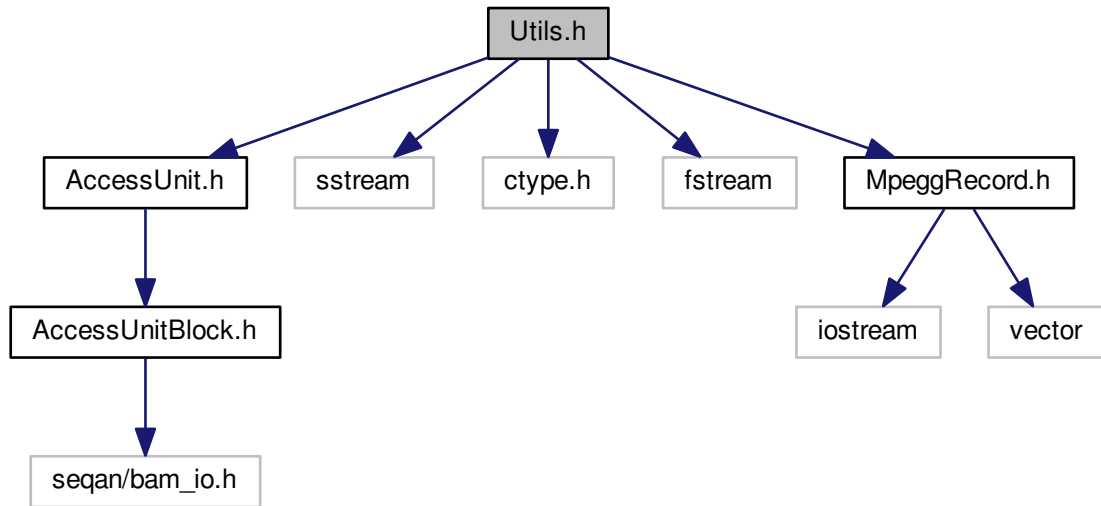 Utils.h
AccessUnit.h
sstream
ctype.h
fstream
MpeggRecord.h
AccessUnitBlock.h
iostream
vector
seqan/bam_io.h